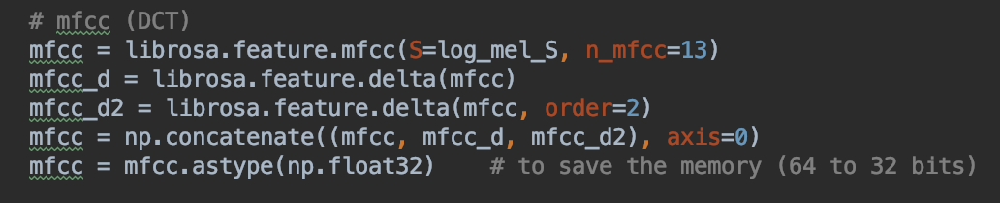 # mfcc (DCT)
mfcc = librosa.feature.mfcc(S=log_mel_S, n_mfcc=13)
mfcc_d = librosa.feature.delta(mfcc)
mfcc_d2 = librosa.feature.delta(mfcc, order=2)
mfcc = np.concatenate((mfcc, mfcc_d, mfcc_d2), axis=0)
mfcc = mfcc.astype(np.float32)    # to save the memory (64 to 32 bits)